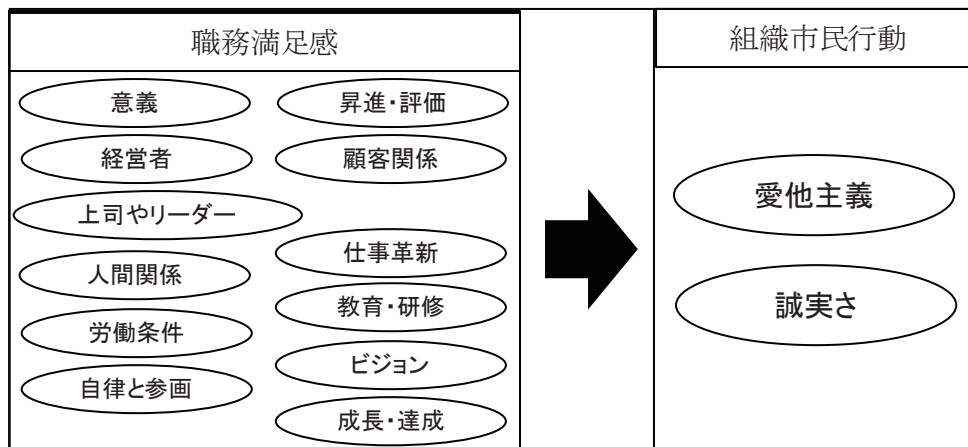 職務満足感
意義
経営者
上司やリーダー
人間関係
労働条件
自律と参画
昇進・評価
顧客関係
仕事革新
教育・研修
ビジョン
成長・達成
組織市民行動
愛他主義
誠実さ